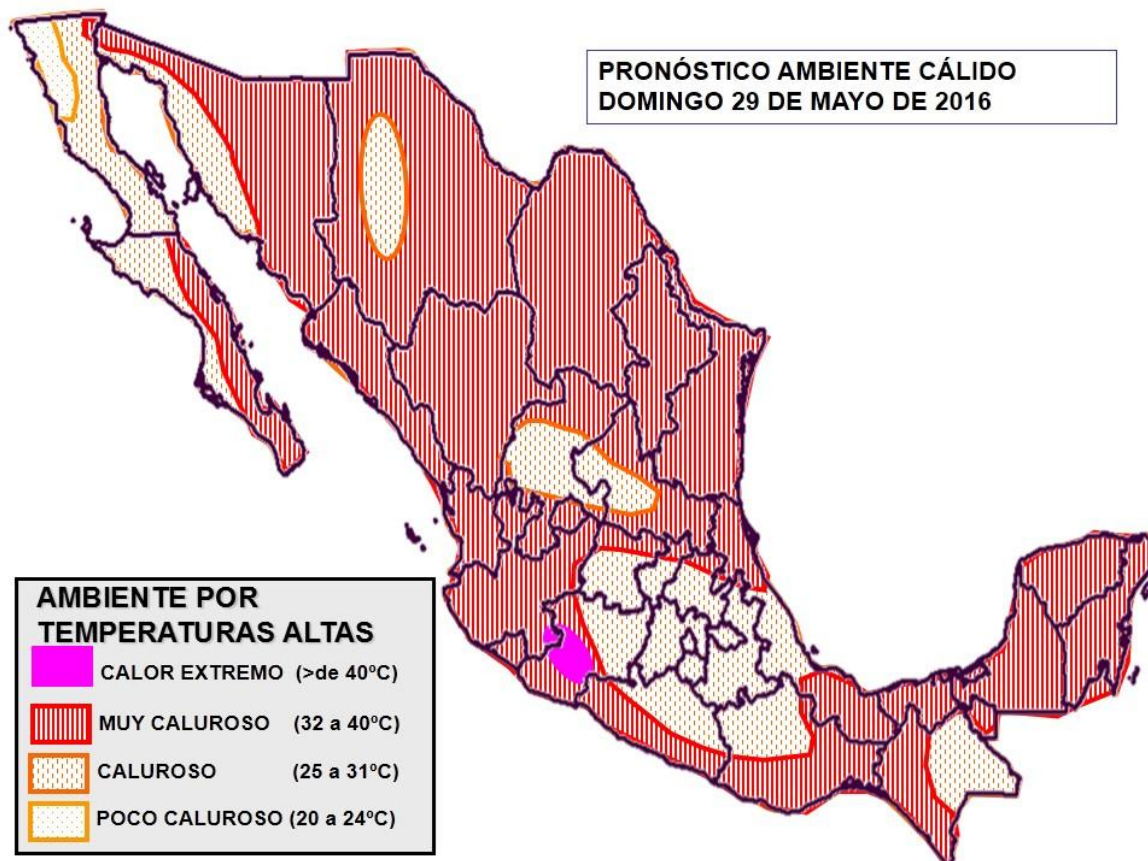 PRONÓSTICO AMBIENTE CÁLIDO
DOMINGO 29 DE MAYO DE 2016
AMBIENTE POR
TEMPERATURAS ALTAS
CALOR EXTREMO (>de 40ºC)
MUY CALUROSO (32 a 40ºC)
CALUROSO (25 a 31ºC)
POCO CALUROSO (20 a 24ºC)